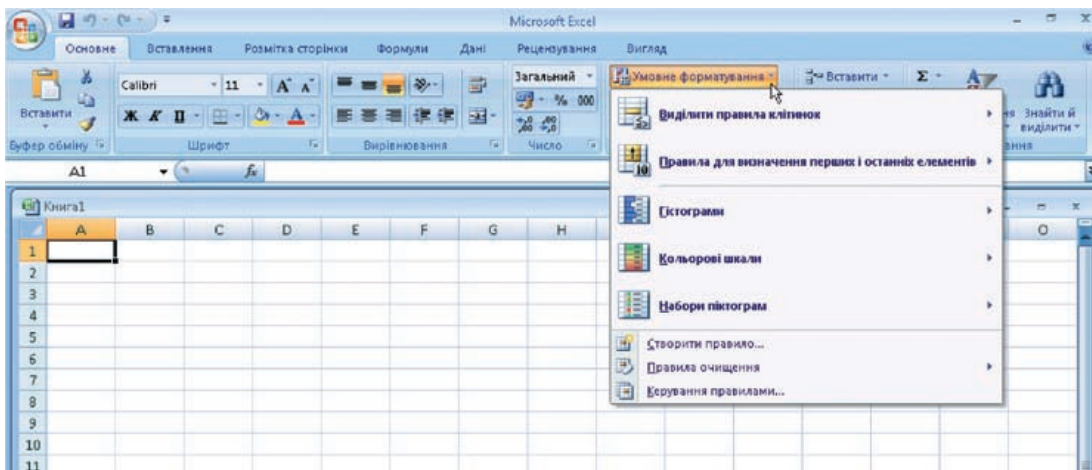 Microsoft Excel
Основне Вставлення Розмітка сторінки Формули Дані Рецензування Вигляд
Вставити
Буфер обміну
Calibri 11
Ж К П
Шрифт
Вирівнювання
Загальний
% 000
Число
Умовне форматування
Вставити
Σ
Знайти й
виділити
A1
fx
Виділити правила клітинок
Правила для визначення перших і останніх елементів
Гістограми
Кольорові шкали
Набори піктограм
Створити правило...
Правила очищення
Керування правилами...
Книга1
A B C D E F G H O
1
2
3
4
5
6
7
8
9
10
11